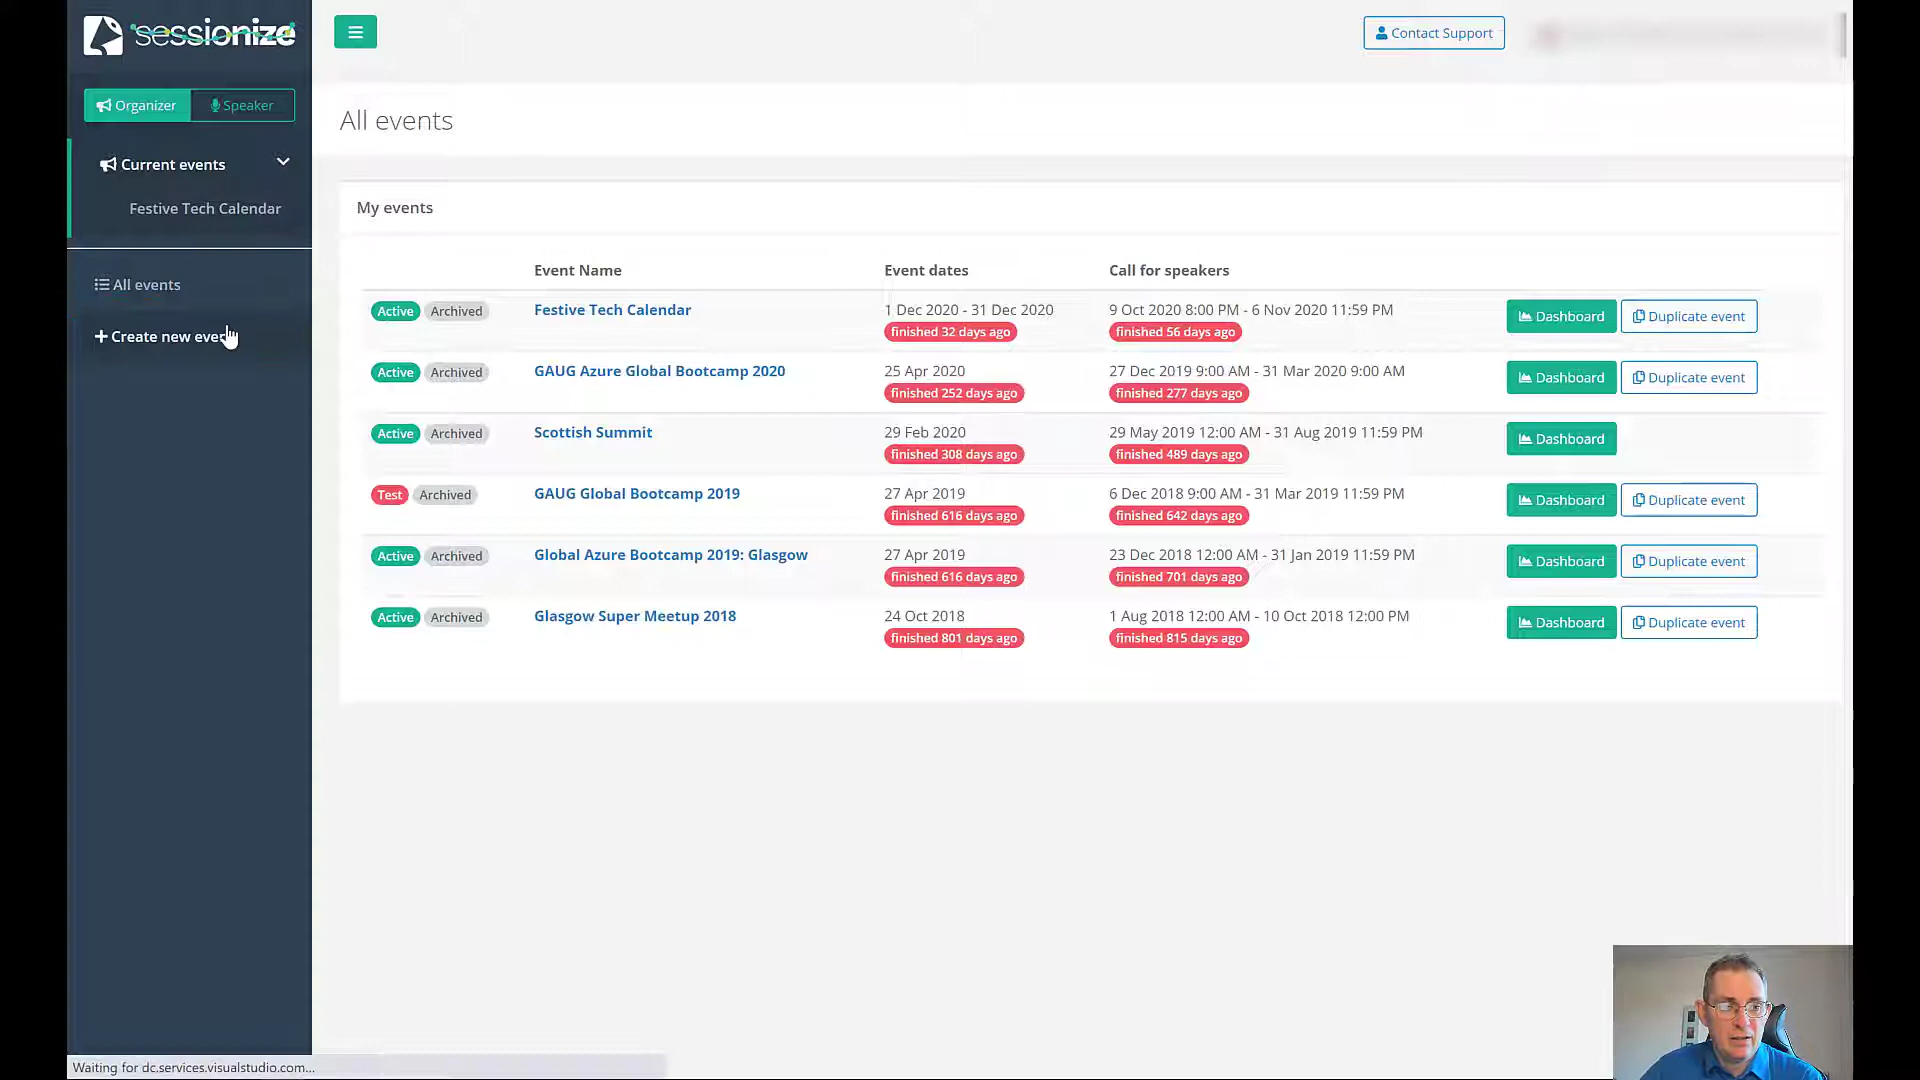 sessionize
Contact Support
Organizer Speaker
Current events
Festive Tech Calendar
All events
Create new even
All events
My events
Event Name Event dates Call for speakers
Active Archived Festive Tech Calendar 1 Dec 2020 - 31 Dec 2020 9 Oct 2020 8:00 PM - 6 Nov 2020 11:59 PM Dashboard Duplicate event
finished 32 days ago finished 56 days ago
Active Archived GAUG Azure Global Bootcamp 2020 25 Apr 2020 27 Dec 2019 9:00 AM - 31 Mar 2020 9:00 AM Dashboard Duplicate event
finished 252 days ago finished 277 days ago
Active Archived Scottish Summit 29 Feb 2020 29 May 2019 12:00 AM - 31 Aug 2019 11:59 PM Dashboard
finished 308 days ago finished 489 days ago
Test Archived GAUG Global Bootcamp 2019 27 Apr 2019 6 Dec 2018 9:00 AM - 31 Mar 2019 11:59 PM Dashboard Duplicate event
finished 616 days ago finished 642 days ago
Active Archived Global Azure Bootcamp 2019: Glasgow 27 Apr 2019 23 Dec 2018 12:00 AM - 31 Jan 2019 11:59 PM Dashboard Duplicate event
finished 616 days ago finished 701 days ago
Active Archived Glasgow Super Meetup 2018 24 Oct 2018 1 Aug 2018 12:00 AM - 10 Oct 2018 12:00 PM Dashboard Duplicate event
finished 801 days ago finished 815 days ago
Waiting for dc.services.visualstudio.com...